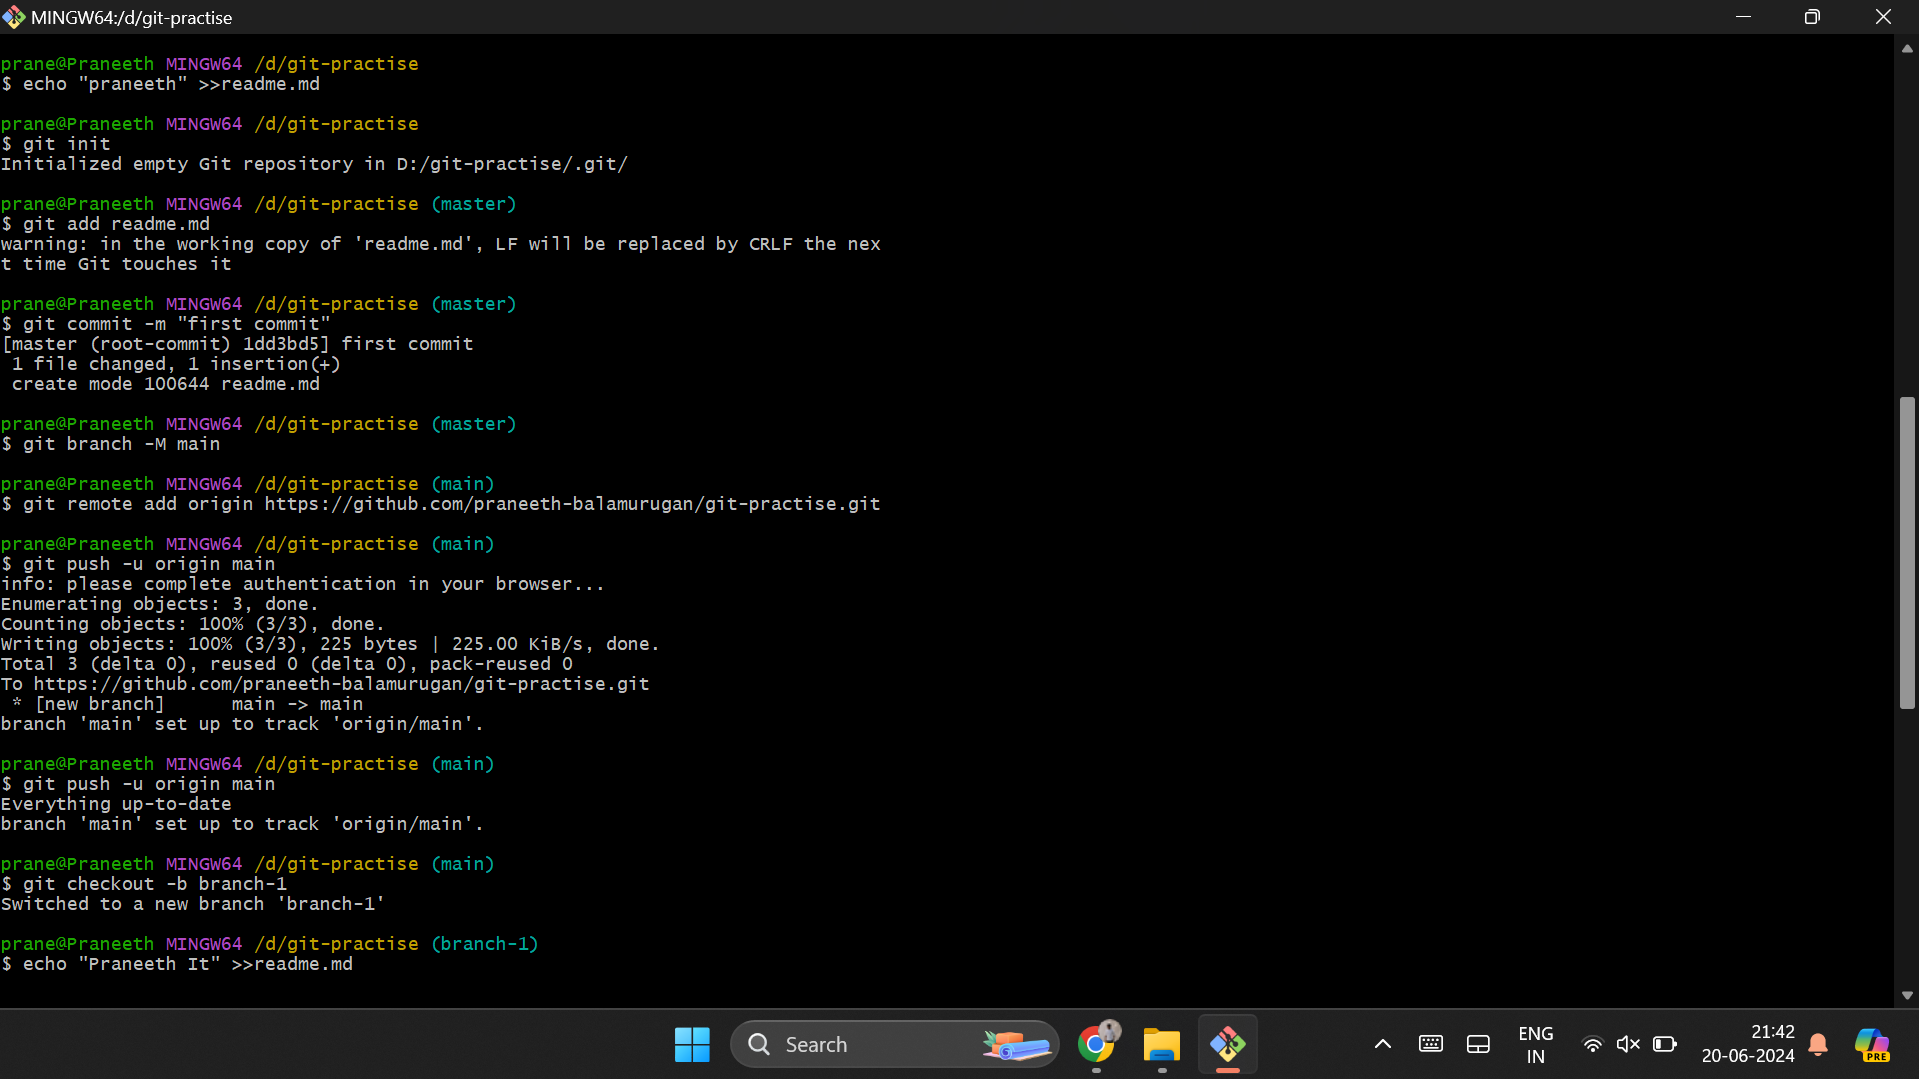 MINGW64:/d/git-practise
prane@Praneeth MINGW64 /d/git-practise
$ echo "praneeth" >>readme.md
prane@Praneeth MINGW64 /d/git-practise
$ git init
Initialized empty Git repository in D:/git-practise/.git/
prane@Praneeth MINGW64 /d/git-practise (master)
$ git add readme.md
warning: in the working copy of 'readme.md', LF will be replaced by CRLF the nex
t time Git touches it
prane@Praneeth MINGW64 /d/git-practise (master)
$ git commit -m "first commit"
[master (root-commit) 1dd3bd5] first commit
1 file changed, 1 insertion(+)
create mode 100644 readme.md
prane@Praneeth MINGW64 /d/git-practise (master)
$ git branch -M main
prane@Praneeth MINGW64 /d/git-practise (main)
$ git remote add origin https://github.com/praneeth-balamurugan/git-practise.git
prane@Praneeth MINGW64 /d/git-practise (main)
$ git push -u origin main
info: please complete authentication in your browser...
Enumerating objects: 3, done.
Counting objects: 100% (3/3), done.
Writing objects: 100% (3/3), 225 bytes | 225.00 KiB/s, done.
Total 3 (delta 0), reused 0 (delta 0), pack-reused 0
To https://github.com/praneeth-balamurugan/git-practise.git
* [new branch]      main -> main
branch 'main' set up to track 'origin/main'.
prane@Praneeth MINGW64 /d/git-practise (main)
$ git push -u origin main
Everything up-to-date
branch 'main' set up to track 'origin/main'.
prane@Praneeth MINGW64 /d/git-practise (main)
$ git checkout -b branch-1
Switched to a new branch 'branch-1'
prane@Praneeth MINGW64 /d/git-practise (branch-1)
$ echo "Praneeth It" >>readme.md
Search
ENG
IN
21:42
20-06-2024
PRE